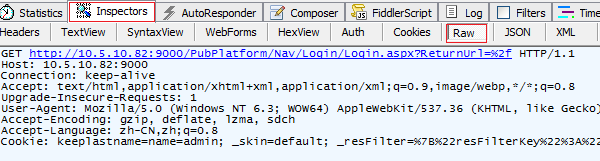 Statistics Inspectors AutoResponder Composer FiddlerScript Log Filters Timeline
Headers TextView SyntaxView WebForms HexView Auth Cookies Raw JSON XML
GET http://10.5.10.82:9000/PubPlatform/Nav/Login/Login.aspx?ReturnUrl=%2f HTTP/1.1
Host: 10.5.10.82:9000
Connection: keep-alive
Accept: text/html,application/xhtml+xml,application/xml;q=0.9,image/webp,*/*;q=0.8
Upgrade-Insecure-Requests: 1
User-Agent: Mozilla/5.0 (Windows NT 6.3; WOW64) AppleWebKit/537.36 (KHTML, like Gecko)
Accept-Encoding: gzip, deflate, lzma, sdch
Accept-Language: zh-CN,zh;q=0.8
Cookie: keeplastname=name=admin; _skin=default; _resFilter=%7B%22resFilterKey%22%3A%22